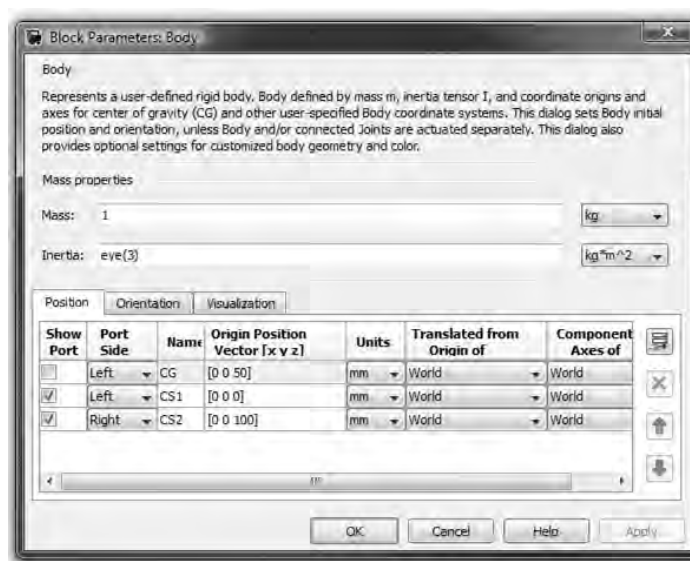 Block Parameters: Body
Body
Represents a user-defined rigid body. Body defined by mass m, inertia tensor I, and coordinate origins and
axes for center of gravity (CG) and other user-specified Body coordinate systems. This dialog sets Body initial
position and orientation, unless Body and/or connected Joints are actuated separately. This dialog also
provides optional settings for customized body geometry and color.
Mass properties
Mass: 1 kg
Inertia: eye(3) kg*m^2
Position Orientation Visualization
Show Port Port Side Name Origin Position Vector [x y z] Units Translated from Origin of Component Axes of
Left CG [0 0 50] mm World World
Left CS1 [0 0 0] mm World World
Right CS2 [0 0 100] mm World World
OK Cancel Help Apply